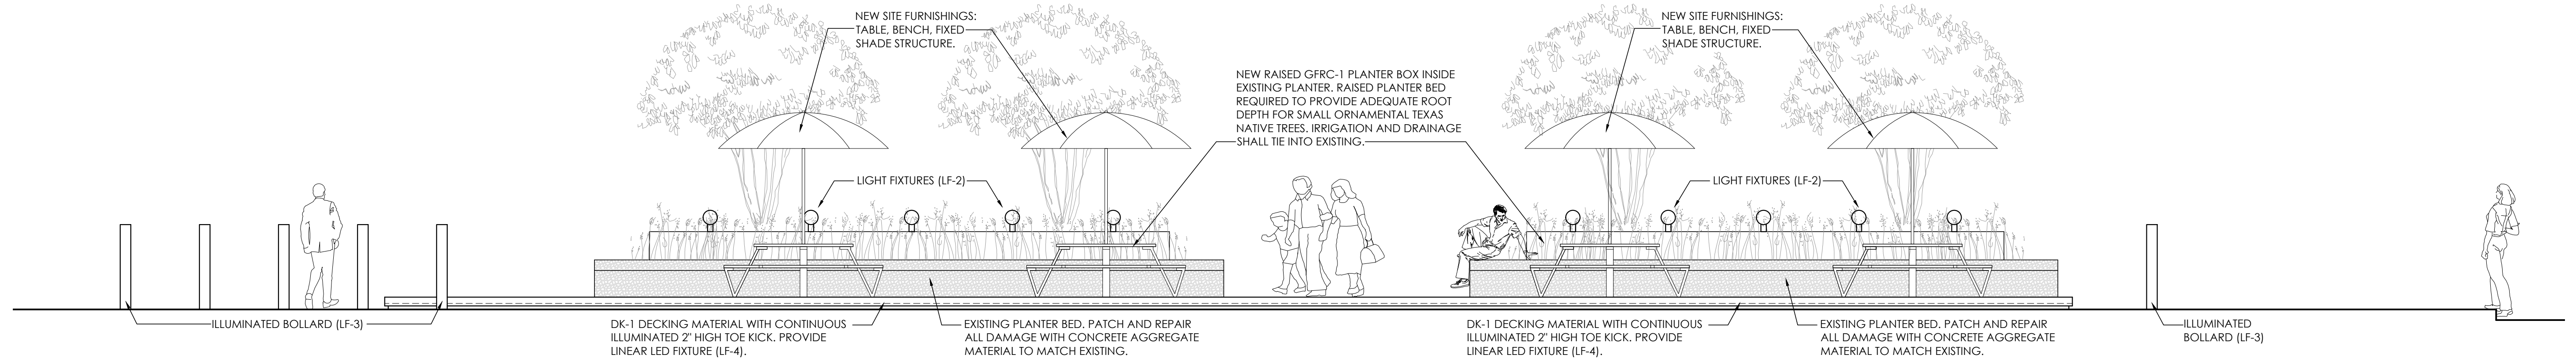 NEW SITE FURNISHINGS:
TABLE, BENCH, FIXED
SHADE STRUCTURE.
NEW SITE FURNISHINGS:
TABLE, BENCH, FIXED
SHADE STRUCTURE.
NEW RAISED GFRC-1 PLANTER BOX INSIDE
EXISTING PLANTER. RAISED PLANTER BED
REQUIRED TO PROVIDE ADEQUATE ROOT
DEPTH FOR SMALL ORNAMENTAL TEXAS
NATIVE TREES. IRRIGATION AND DRAINAGE
SHALL TIE INTO EXISTING.
LIGHT FIXTURES (LF-2)
LIGHT FIXTURES (LF-2)
ILLUMINATED BOLLARD (LF-3)
DK-1 DECKING MATERIAL WITH CONTINUOUS
ILLUMINATED 2" HIGH TOE KICK. PROVIDE
LINEAR LED FIXTURE (LF-4).
EXISTING PLANTER BED. PATCH AND REPAIR
ALL DAMAGE WITH CONCRETE AGGREGATE
MATERIAL TO MATCH EXISTING.
DK-1 DECKING MATERIAL WITH CONTINUOUS
ILLUMINATED 2" HIGH TOE KICK. PROVIDE
LINEAR LED FIXTURE (LF-4).
EXISTING PLANTER BED. PATCH AND REPAIR
ALL DAMAGE WITH CONCRETE AGGREGATE
MATERIAL TO MATCH EXISTING.
ILLUMINATED
BOLLARD (LF-3)